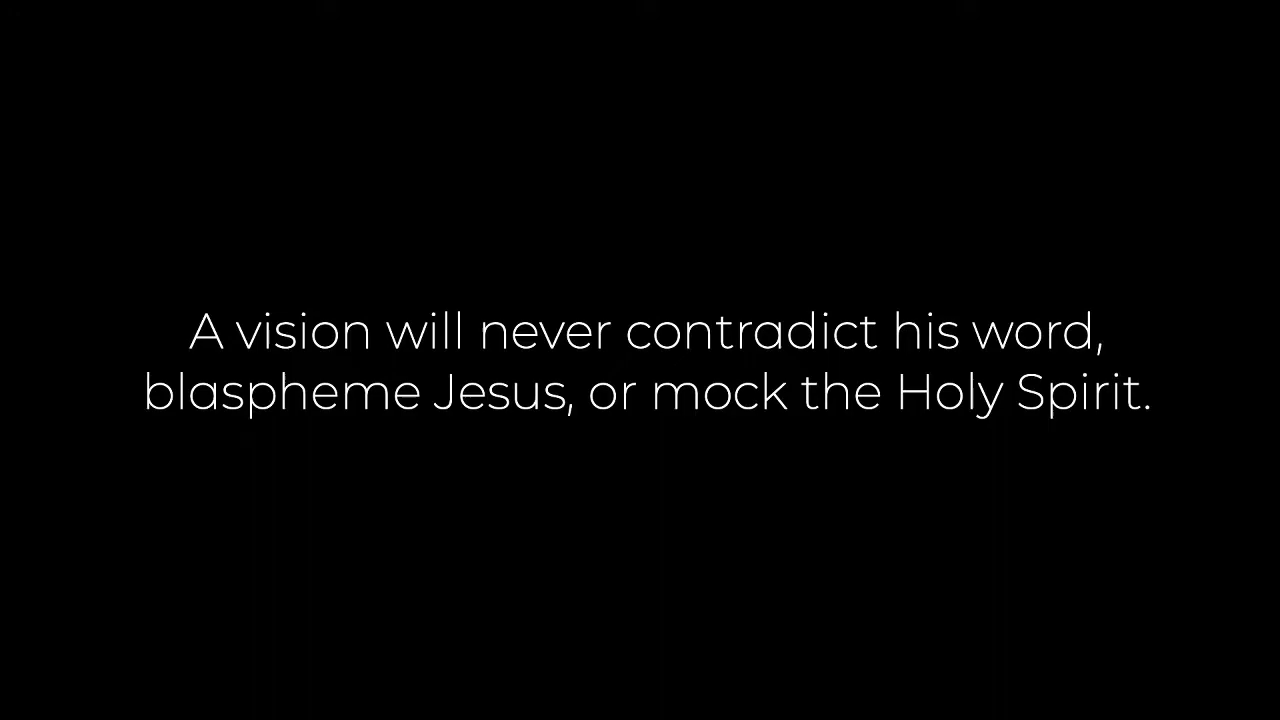 A vision will never contradict his word,
blaspheme Jesus, or mock the Holy Spirit.